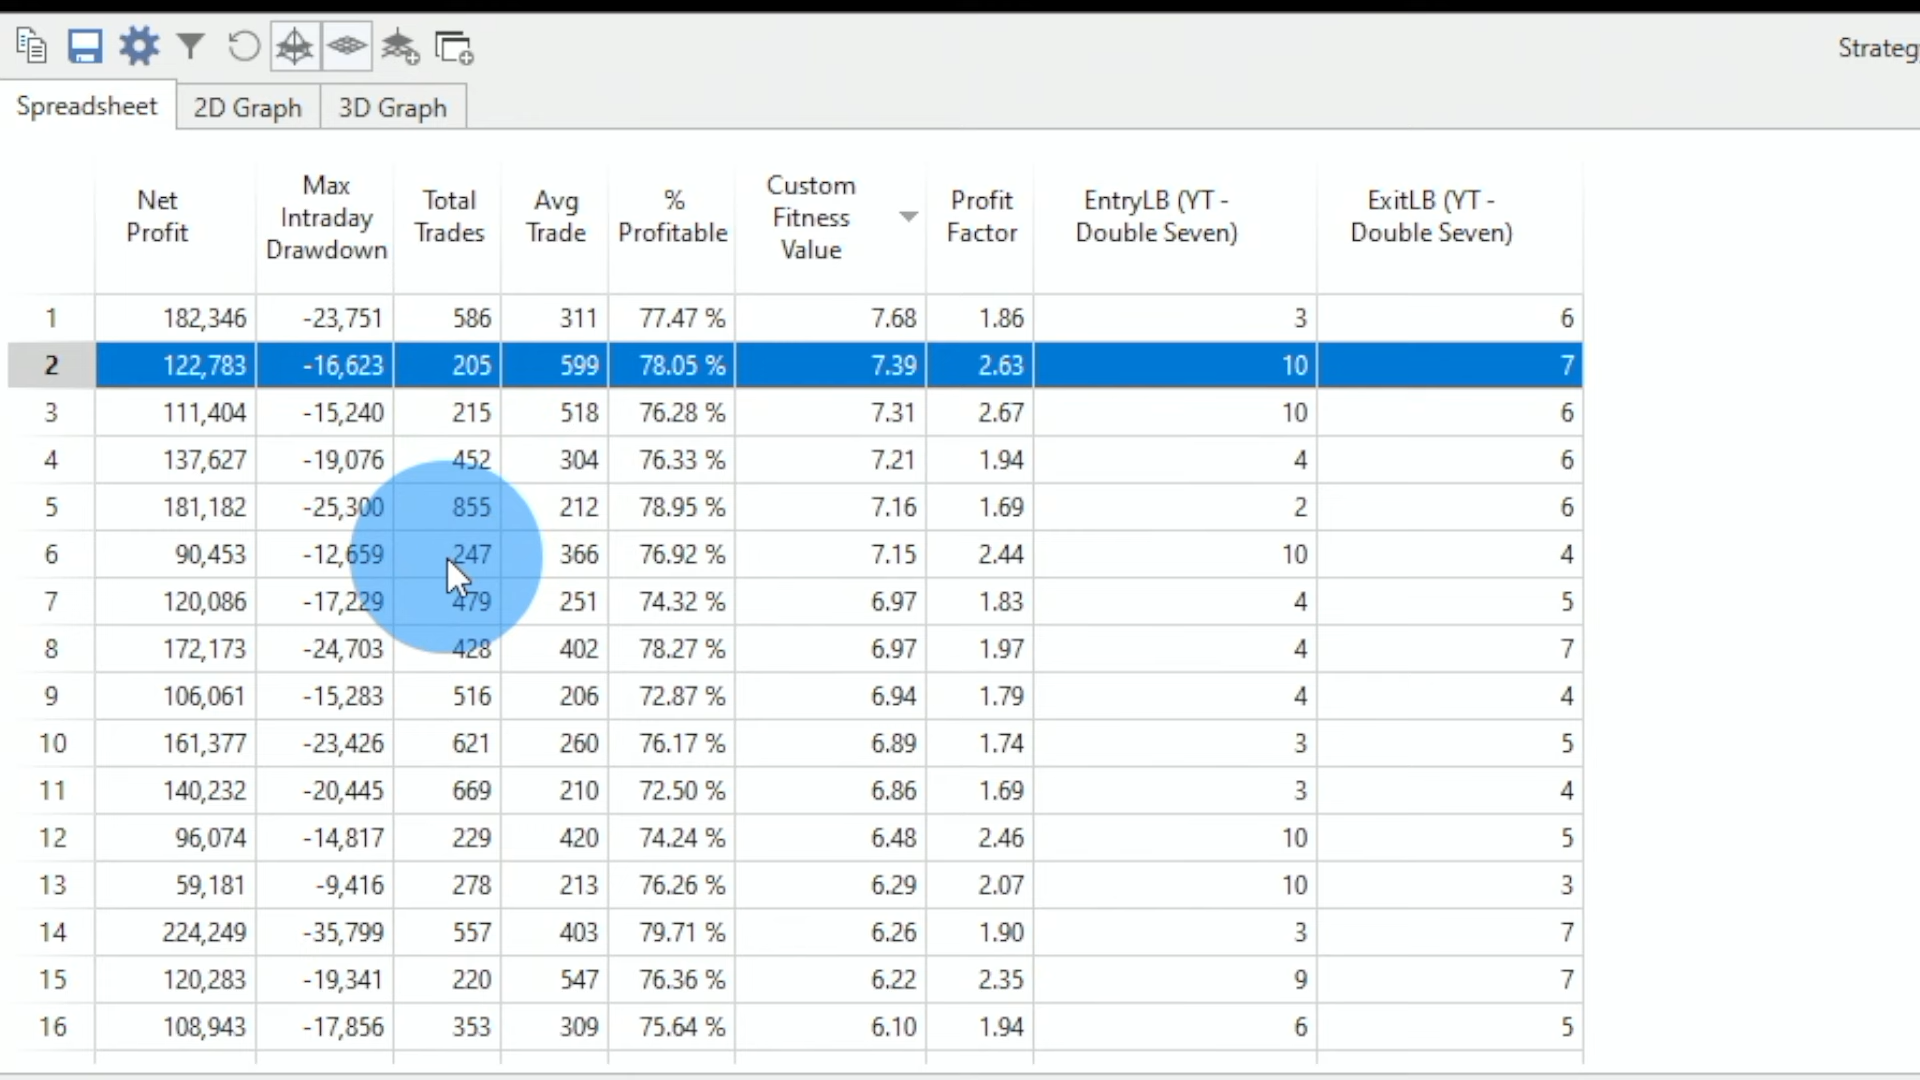 Strateg
Spreadsheet 2D Graph 3D Graph
Net Profit Max Intraday Drawdown Total Trades Avg Trade % Profitable Custom Fitness Value Profit Factor EntryLB (YT - Double Seven) ExitLB (YT - Double Seven)
1 182,346 -23,751 586 311 77.47 % 7.68 1.86 3 6
2 122,783 -16,623 205 599 78.05 % 7.39 2.63 10 7
3 111,404 -15,240 215 518 76.28 % 7.31 2.67 10 6
4 137,627 -19,076 452 304 76.33 % 7.21 1.94 4 6
5 181,182 -25,300 855 212 78.95 % 7.16 1.69 2 6
6 90,453 -12,659 247 366 76.92 % 7.15 2.44 10 4
7 120,086 -17,229 479 251 74.32 % 6.97 1.83 4 5
8 172,173 -24,703 428 402 78.27 % 6.97 1.97 4 7
9 106,061 -15,283 516 206 72.87 % 6.94 1.79 4 4
10 161,377 -23,426 621 260 76.17 % 6.89 1.74 3 5
11 140,232 -20,445 669 210 72.50 % 6.86 1.69 3 4
12 96,074 -14,817 229 420 74.24 % 6.48 2.46 10 5
13 59,181 -9,416 278 213 76.26 % 6.29 2.07 10 3
14 224,249 -35,799 557 403 79.71 % 6.26 1.90 3 7
15 120,283 -19,341 220 547 76.36 % 6.22 2.35 9 7
16 108,943 -17,856 353 309 75.64 % 6.10 1.94 6 5